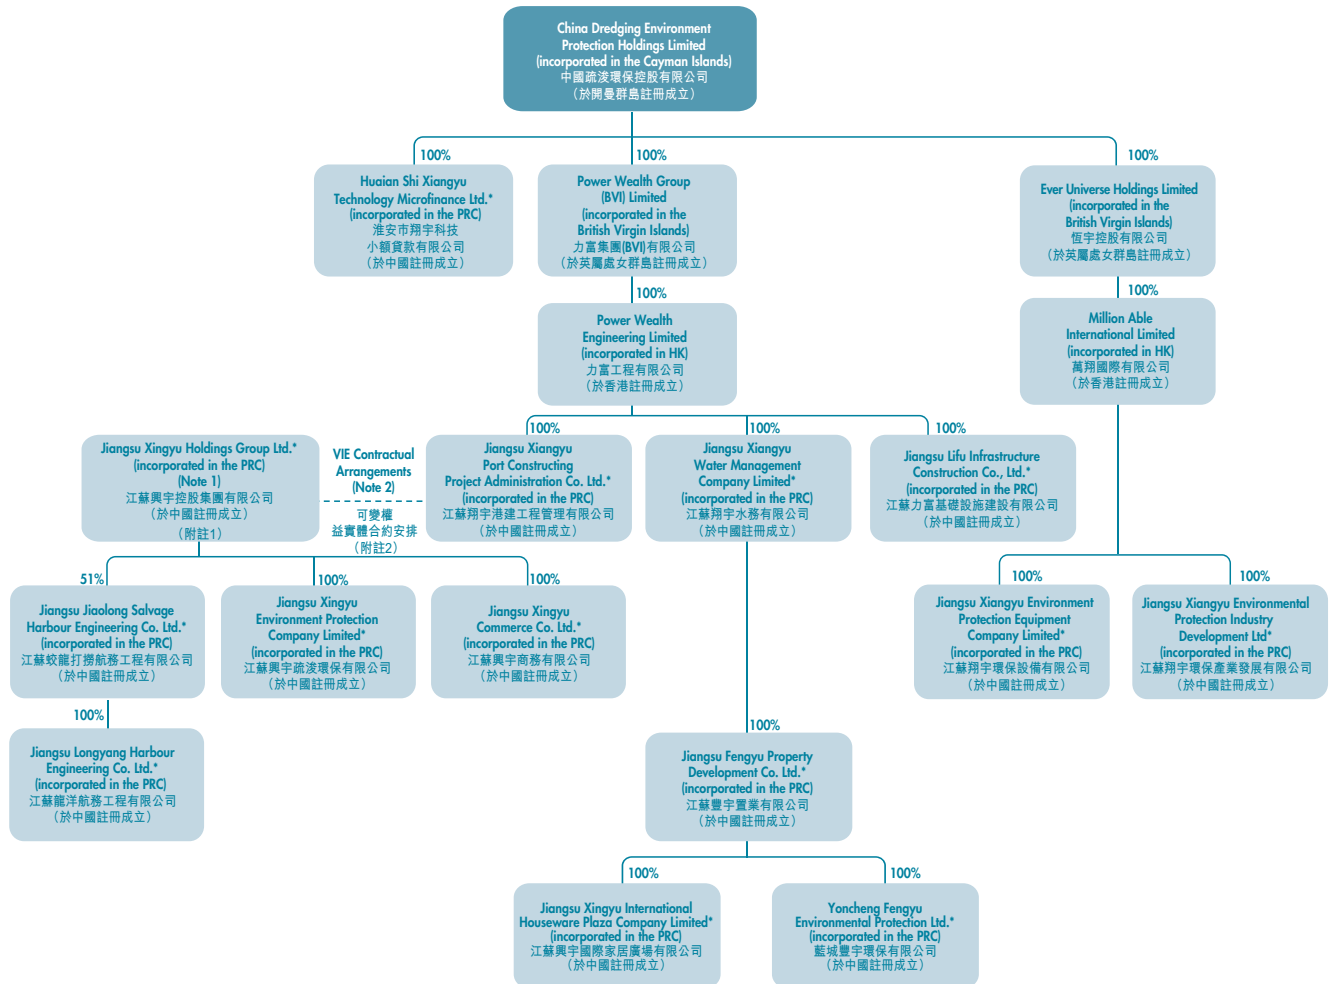 China Dredging Environment
Protection Holdings Limited
(incorporated in the Cayman Islands)
中國疏浚環保控股有限公司
（於開曼群島註冊成立）
100%
Huaian Shi Xiangyu
Technology Microfinance Ltd.*
(incorporated in the PRC)
淮安市翔宇科技
小額貸款有限公司
（於中國註冊成立）
100%
Power Wealth Group
(BVI) Limited
(incorporated in the
British Virgin Islands)
力富集團(BVI)有限公司
（於英屬處女群島註冊成立）
100%
Ever Universe Holdings Limited
(incorporated in the
British Virgin Islands)
恆宇控股有限公司
（於英屬處女群島註冊成立）
100%
Power Wealth
Engineering Limited
(incorporated in HK)
力富工程有限公司
（於香港註冊成立）
100%
Million Able
International Limited
(incorporated in HK)
萬翔國際有限公司
（於香港註冊成立）
Jiangsu Xingyu Holdings Group Ltd.*
(incorporated in the PRC)
(Note 1)
江蘇興宇控股集團有限公司
（於中國註冊成立）
（附註1）
VIE Contractual
Arrangements
(Note 2)
可變權
益實體合約安排
（附註2）
100%
Jiangsu Xiangyu
Port Constructing
Project Administration Co. Ltd.*
(incorporated in the PRC)
江蘇翔宇港建工程管理有限公司
（於中國註冊成立）
100%
Jiangsu Xiangyu
Water Management
Company Limited*
(incorporated in the PRC)
江蘇翔宇水務有限公司
（於中國註冊成立）
100%
Jiangsu Lifu Infrastructure
Construction Co., Ltd.*
(incorporated in the PRC)
江蘇力富基礎設施建設有限公司
（於中國註冊成立）
51%
Jiangsu Jiaolong Salvage
Harbour Engineering Co. Ltd.*
(incorporated in the PRC)
江蘇蛟龍打撈航務工程有限公司
（於中國註冊成立）
100%
Jiangsu Xingyu
Environment Protection
Company Limited*
(incorporated in the PRC)
江蘇興宇疏浚環保有限公司
（於中國註冊成立）
100%
Jiangsu Xingyu
Commerce Co. Ltd.*
(incorporated in the PRC)
江蘇興宇商務有限公司
（於中國註冊成立）
100%
Jiangsu Xiangyu Environment
Protection Equipment
Company Limited*
(incorporated in the PRC)
江蘇翔宇環保設備有限公司
（於中國註冊成立）
100%
Jiangsu Xiangyu Environmental
Protection Industry
Development Ltd*
(incorporated in the PRC)
江蘇翔宇環保產業發展有限公司
（於中國註冊成立）
100%
Jiangsu Longyang Harbour
Engineering Co. Ltd.*
(incorporated in the PRC)
江蘇龍洋航務工程有限公司
（於中國註冊成立）
100%
Jiangsu Fengyu Property
Development Co. Ltd.*
(incorporated in the PRC)
江蘇豐宇置業有限公司
（於中國註冊成立）
100%
Jiangsu Xingyu International
Houseware Plaza Company Limited*
(incorporated in the PRC)
江蘇興宇國際家居廣場有限公司
（於中國註冊成立）
100%
Yoncheng Fengyu
Environmental Protection Ltd.*
(incorporated in the PRC)
藍城豐宇環保有限公司
（於中國註冊成立）